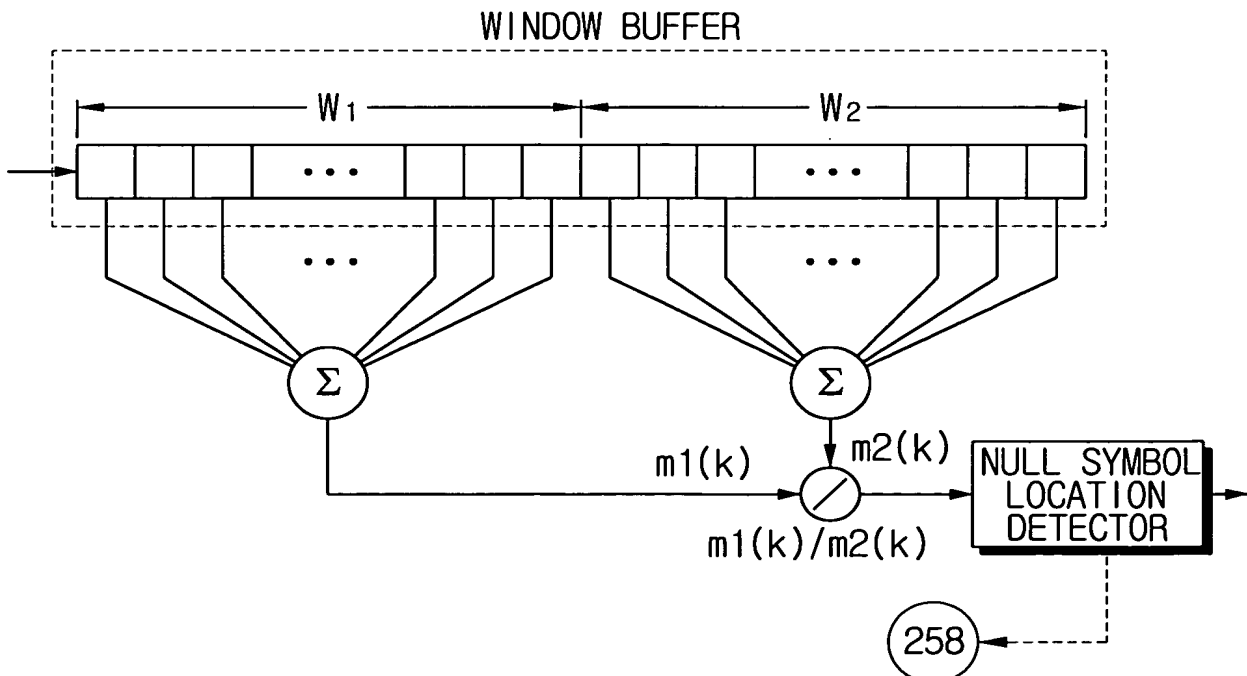 WINDOW BUFFER
W1
W2
...
...
...
...
Σ
Σ
m1(k)
m2(k)
m1(k)/m2(k)
NULL SYMBOL
LOCATION
DETECTOR
258